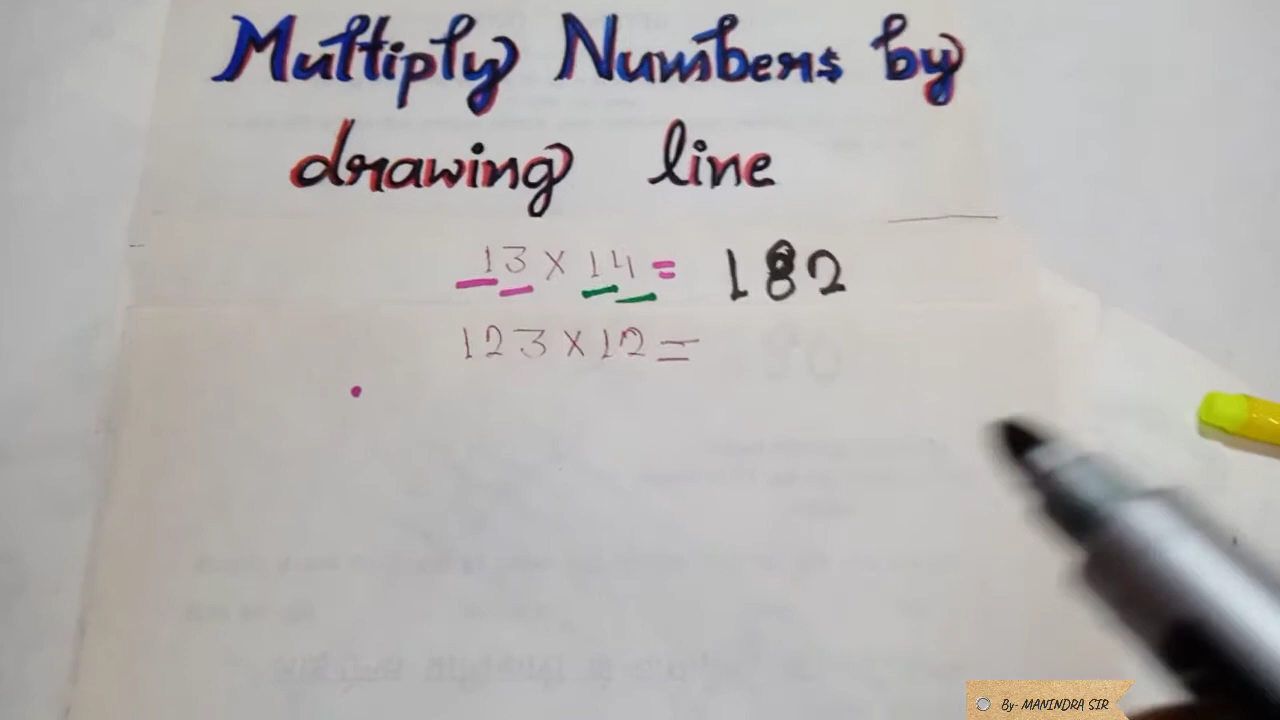 Multiply Numbers by
drawing line
13 x 14 = 182
123 x 12 =
By- MANINDRA SIR